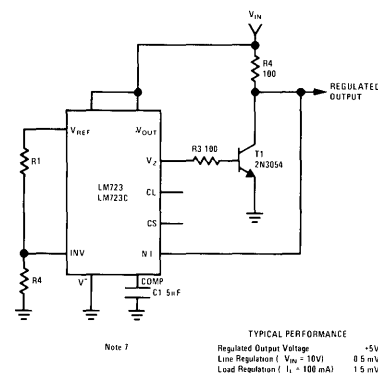 VIN
R4
100
REGULATED
OUTPUT
VREF
VOUT
R1
VZ
R3 100
T1
2N3054
LM723
LM723C
CL
CS
INV
N I
R4
V-
COMP
C1 5nF
Note 7
TYPICAL PERFORMANCE
Regulated Output Voltage +5V
Line Regulation ( VIN = 10V) 0 5 mV
Load Regulation ( IL = 100 mA) 1 5 mV